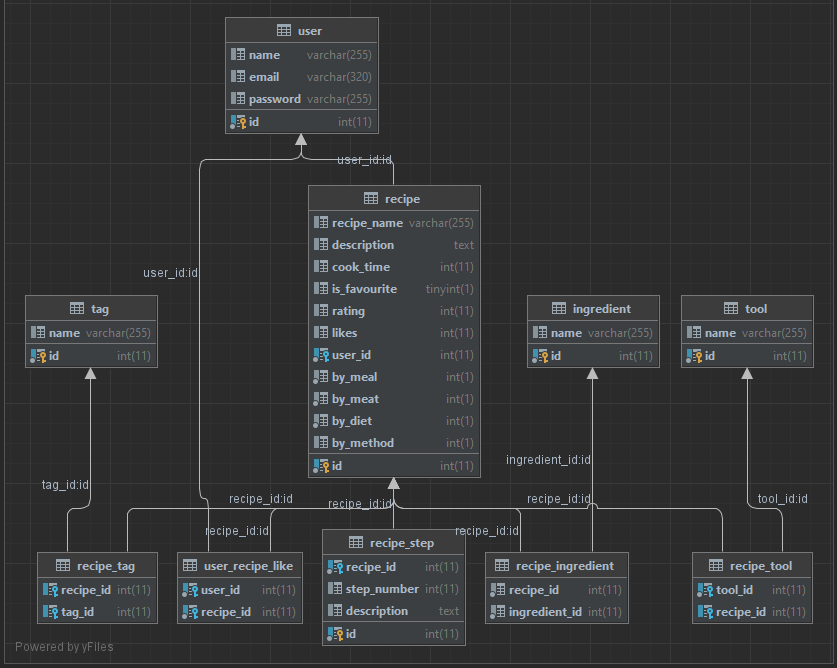 user
name varchar(255)
email varchar(320)
password varchar(255)
id int(11)
user_id:id
recipe
recipe_name varchar(255)
description text
cook_time int(11)
is_favourite tinyint(1)
rating int(11)
likes int(11)
user_id int(11)
by_meal int(1)
by_meat int(1)
by_diet int(1)
by_method int(1)
id int(11)
user_id:id
tag
name varchar(255)
id int(11)
ingredient
name varchar(255)
id int(11)
tool
name varchar(255)
id int(11)
ingredient_id:id
tag_id:id
recipe_id:id
recipe_id:id
recipe_id:id
tool_id:id
recipe_id:id
recipe_id:id
recipe_tag
recipe_id int(11)
tag_id int(11)
user_recipe_like
user_id int(11)
recipe_id int(11)
recipe_step
recipe_id int(11)
step_number int(11)
description text
id int(11)
recipe_ingredient
recipe_id int(11)
ingredient_id int(11)
recipe_tool
tool_id int(11)
recipe_id int(11)
Powered by yFiles